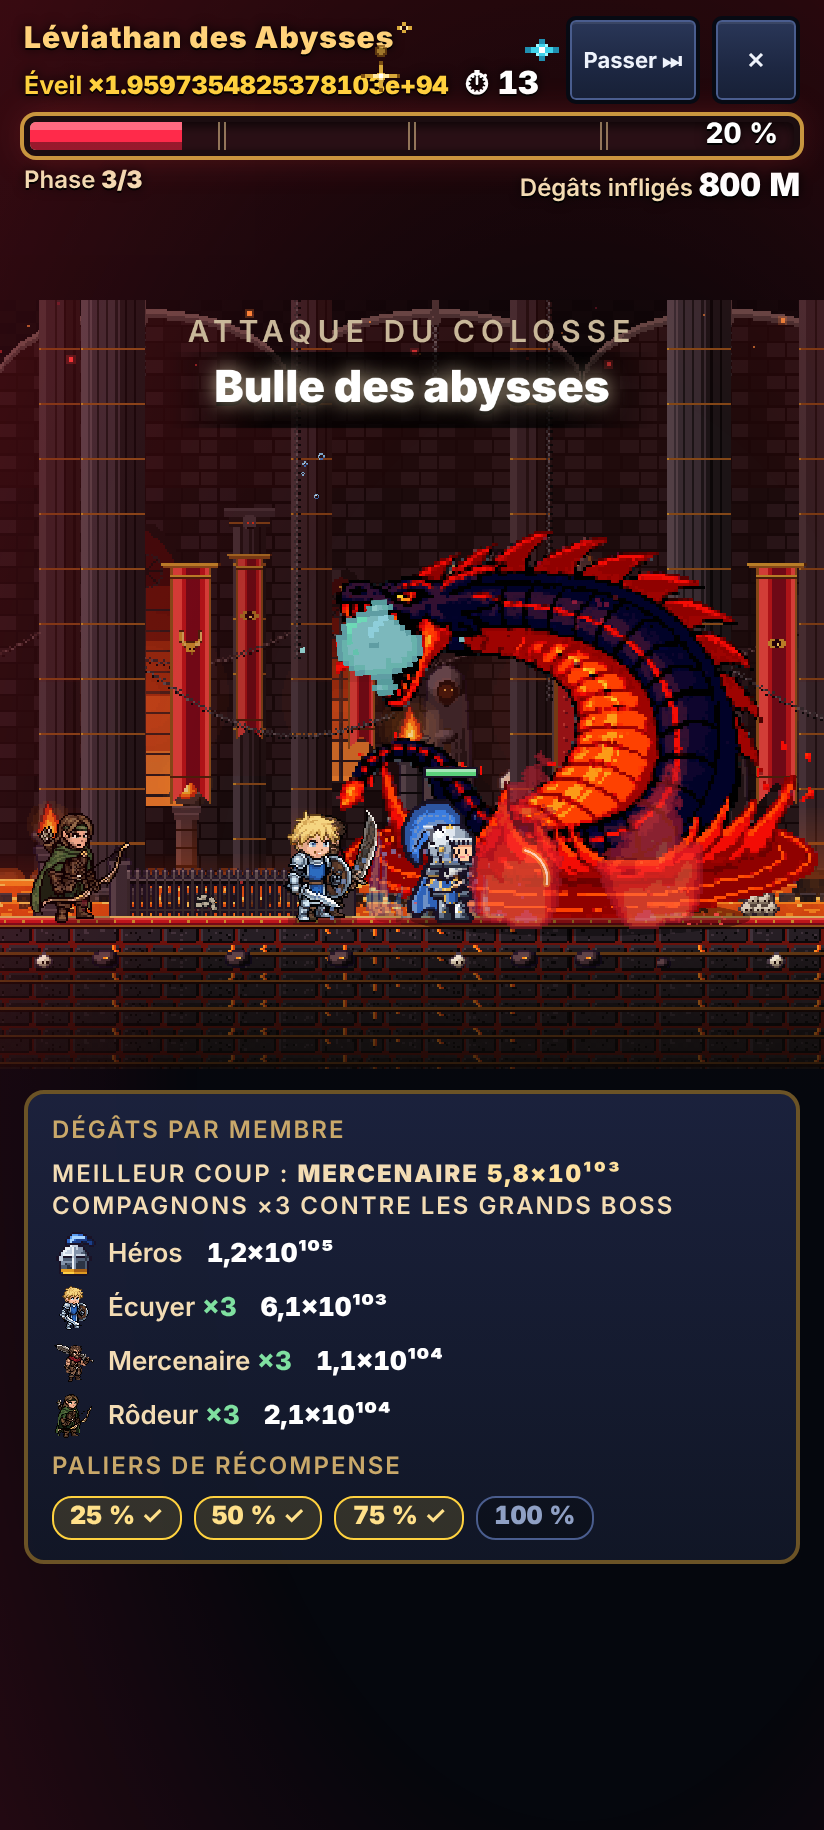 Léviathan des Abysses
Éveil ×1.9597354825378103e+94 ⏱ 13
Passer ⏭
×
20 %
Phase 3/3
Dégâts infligés 800 M
ATTAQUE DU COLOSSE
Bulle des abysses
DÉGÂTS PAR MEMBRE
MEILLEUR COUP : MERCENAIRE 5,8×10¹⁰³
COMPAGNONS ×3 CONTRE LES GRANDS BOSS
Héros 1,2×10¹⁰⁵
Écuyer ×3 6,1×10¹⁰³
Mercenaire ×3 1,1×10¹⁰⁴
Rôdeur ×3 2,1×10¹⁰⁴
PALIERS DE RÉCOMPENSE
25 % ✓ 50 % ✓ 75 % ✓ 100 %